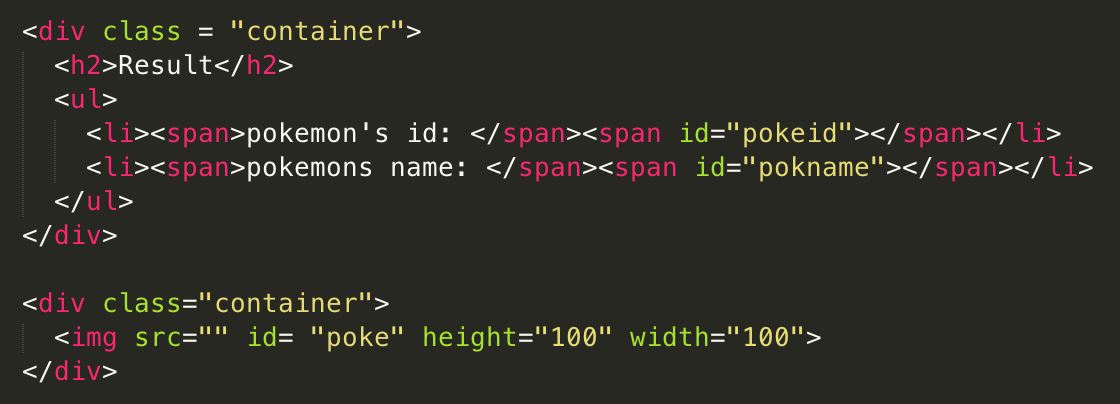 <div class = "container">
  <h2>Result</h2>
  <ul>
    <li><span>pokemon's id: </span><span id="pokeid"></span></li>
    <li><span>pokemons name: </span><span id="pokname"></span></li>
  </ul>
</div>

<div class="container">
  <img src="" id= "poke" height="100" width="100">
</div>